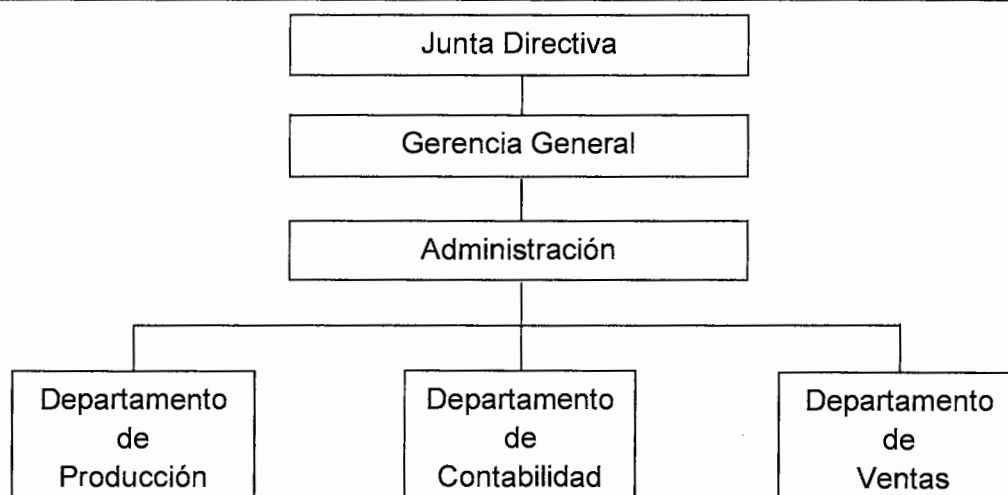 Junta Directiva
Gerencia General
Administración
Departamento
de
Producción
Departamento
de
Contabilidad
Departamento
de
Ventas